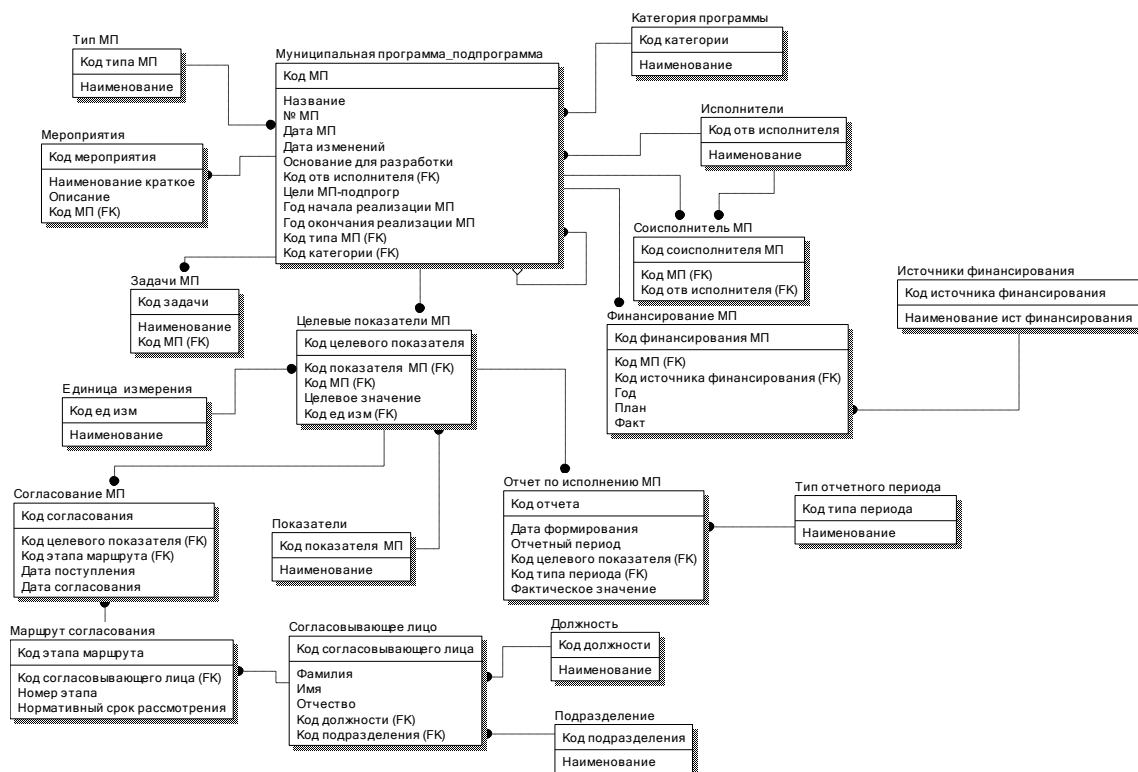 Тип МП
Код типа МП
Наименование
Муниципальная программа_подпрограмма
Код МП
Название
№ МП
Дата МП
Дата изменений
Основание для разработки
Код отв исполнителя (FK)
Цели МП-подпрогр
Год начала реализации МП
Год окончания реализации МП
Код типа МП (FK)
Код категории (FK)
Категория программы
Код категории
Наименование
Исполнители
Код отв исполнителя
Наименование
Мероприятия
Код мероприятия
Наименование краткое
Описание
Код МП (FK)
Соисполнитель МП
Код соисполнителя МП
Код МП (FK)
Код отв исполнителя (FK)
Источники финансирования
Код источника финансирования
Наименование ист финансирования
Задачи МП
Код задачи
Наименование
Код МП (FK)
Целевые показатели МП
Код целевого показателя
Код показателя МП (FK)
Код МП (FK)
Целевое значение
Код ед изм (FK)
Финансирование МП
Код финансирования МП
Код МП (FK)
Код источника финансирования (FK)
Год
План
Факт
Единица измерения
Код ед изм
Наименование
Согласование МП
Код согласования
Код целевого показателя (FK)
Код этапа маршрута (FK)
Дата поступления
Дата согласования
Показатели
Код показателя МП
Наименование
Отчет по исполнению МП
Код отчета
Дата формирования
Отчетный период
Код целевого показателя (FK)
Код типа периода (FK)
Фактическое значение
Тип отчетного периода
Код типа периода
Наименование
Маршрут согласования
Код этапа маршрута
Код согласовывающего лица (FK)
Номер этапа
Нормативный срок рассмотрения
Согласовывающее лицо
Код согласовывающего лица
Фамилия
Имя
Отчество
Код должности (FK)
Код подразделения (FK)
Должность
Код должности
Наименование
Подразделение
Код подразделения
Наименование